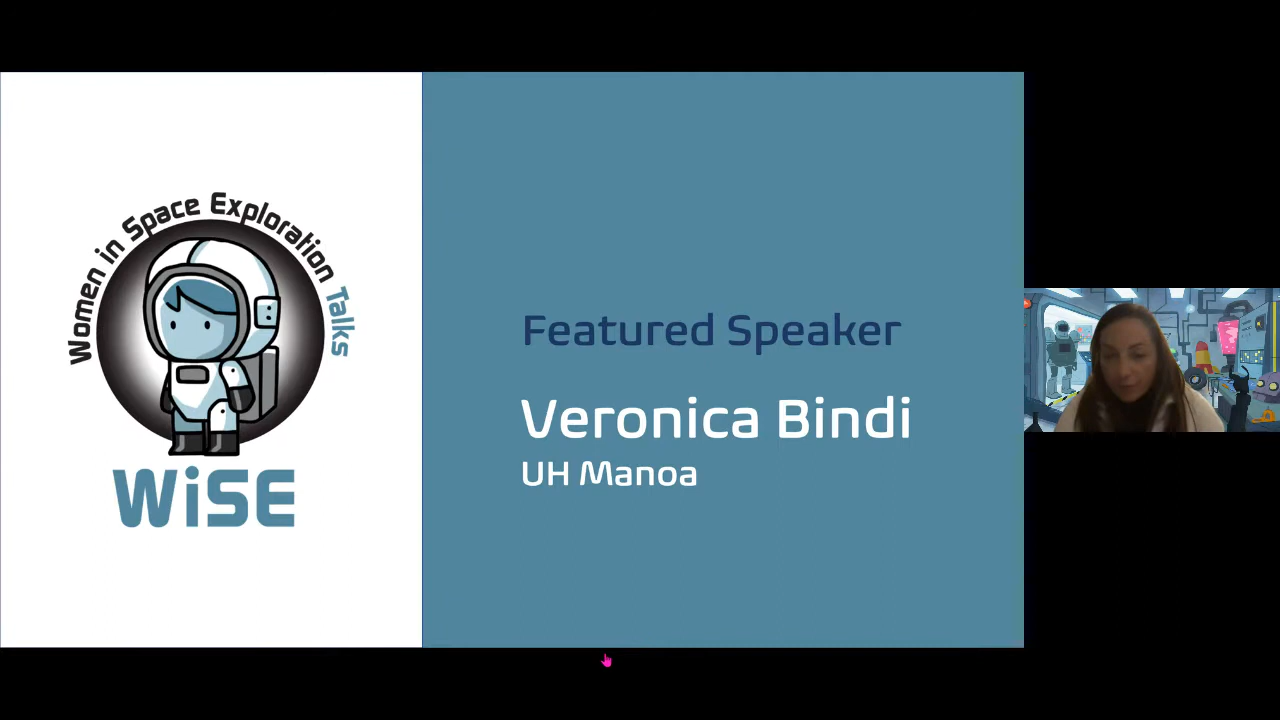 Women in Space Exploration Talks
WiSE
Featured Speaker
Veronica Bindi
UH Manoa